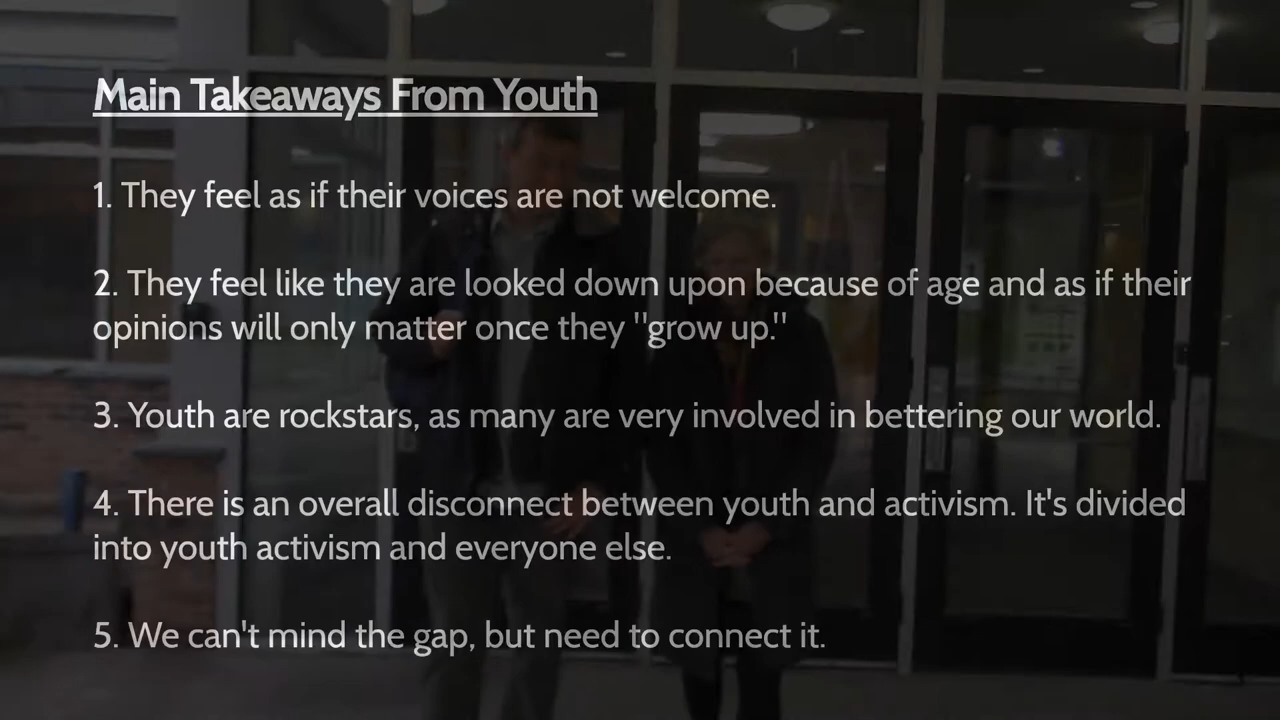 Main Takeaways From Youth
1. They feel as if their voices are not welcome.
2. They feel like they are looked down upon because of age and as if their
opinions will only matter once they "grow up."
3. Youth are rockstars, as many are very involved in bettering our world.
4. There is an overall disconnect between youth and activism. It's divided
into youth activism and everyone else.
5. We can't mind the gap, but need to connect it.